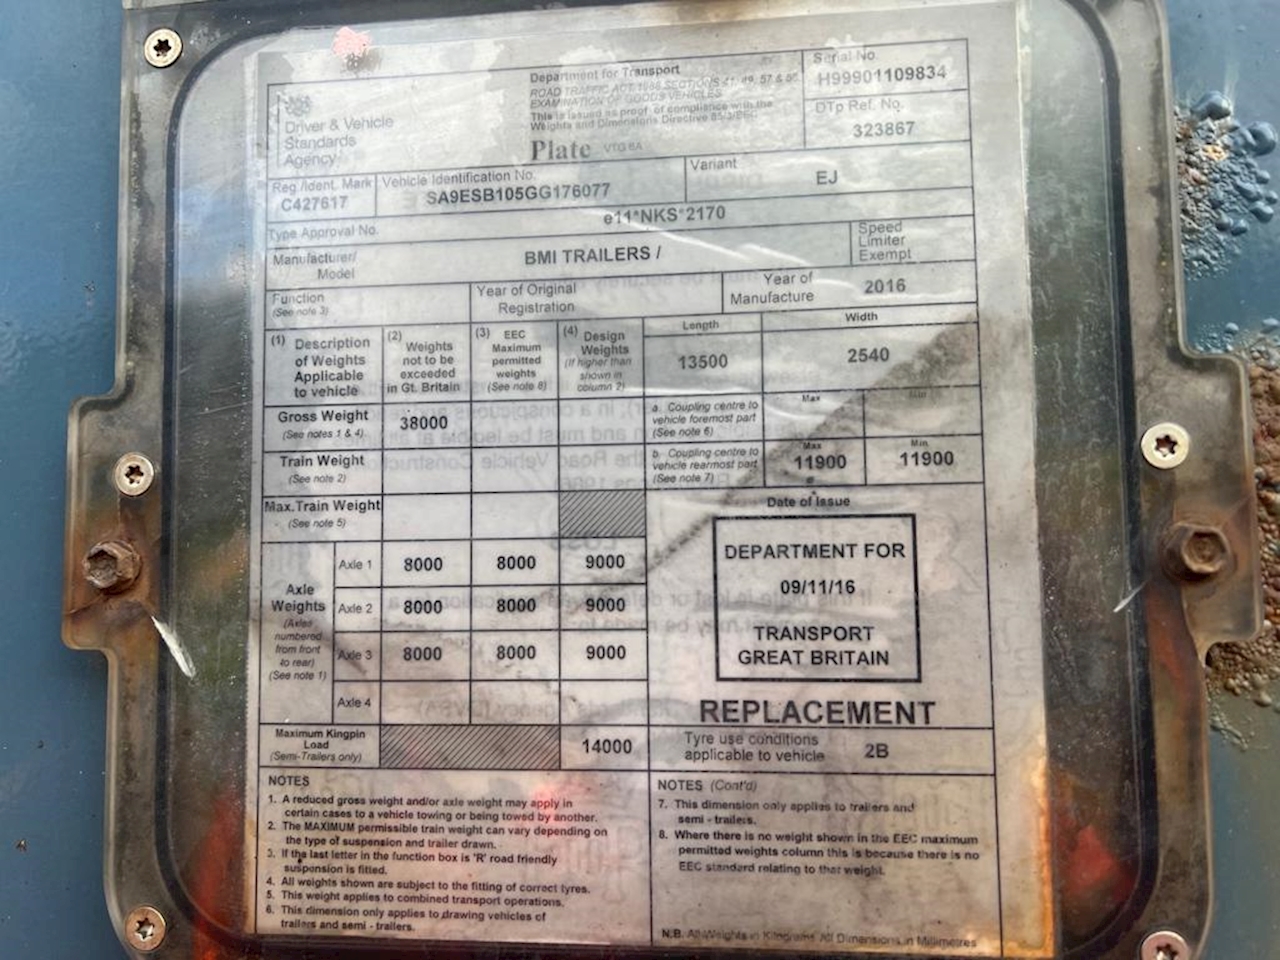 Department for Transport
ROAD TRAFFIC ACT 1988 SECTIONS 41, 49, 57 & 58
EXAMINATION OF GOODS VEHICLES
This is issued as proof of compliance with the
Weights and Dimensions Directive 85/3/EEC
Plate VTG 6A
Driver & Vehicle
Standards
Agency
Serial No.
H99901109834
DTp Ref. No.
323867
Reg./Ident. Mark
C427617
Vehicle Identification No.
SA9ESB105GG176077
Variant
EJ
Type Approval No.
e11*NKS*2170
Manufacturer/
Model
BMI TRAILERS /
Speed
Limiter
Exempt
Function
(See note 3)
Year of Original
Registration
Year of
Manufacture
2016
(1) Description
of Weights
Applicable
to vehicle
(2) Weights
not to be
exceeded
in Gt. Britain
(3) EEC
Maximum
permitted
weights
(See note 8)
(4) Design
Weights
(if higher than
shown in
column 2)
Length
13500
Width
2540
Gross Weight
(See notes 1 & 4)
38000
a. Coupling centre to
vehicle foremost part
(See note 6)
Max
Min
Train Weight
(See note 2)
b. Coupling centre to
vehicle rearmost part
(See note 7)
Max
11900
Min
11900
Max.Train Weight
(See note 5)
Date of Issue
DEPARTMENT FOR
09/11/16
TRANSPORT
GREAT BRITAIN
Axle
Weights
(Axles
numbered
from front
to rear)
(See note 1)
Axle 1 8000 8000 9000
Axle 2 8000 8000 9000
Axle 3 8000 8000 9000
Axle 4
REPLACEMENT
Maximum Kingpin
Load
(Semi-Trailers only)
14000
Tyre use conditions
applicable to vehicle
2B
NOTES
1. A reduced gross weight and/or axle weight may apply in
certain cases to a vehicle towing or being towed by another.
2. The MAXIMUM permissible train weight can vary depending on
the type of suspension and trailer drawn.
3. If the last letter in the function box is 'R' road friendly
suspension is fitted.
4. All weights shown are subject to the fitting of correct tyres.
5. This weight applies to combined transport operations.
6. This dimension only applies to drawing vehicles of
trailers and semi - trailers.
NOTES (Cont'd)
7. This dimension only applies to trailers and
semi - trailers.
8. Where there is no weight shown in the EEC maximum
permitted weights column this is because there is no
EEC standard relating to that weight.
N.B. All Weights in Kilograms All Dimensions in Millimetres